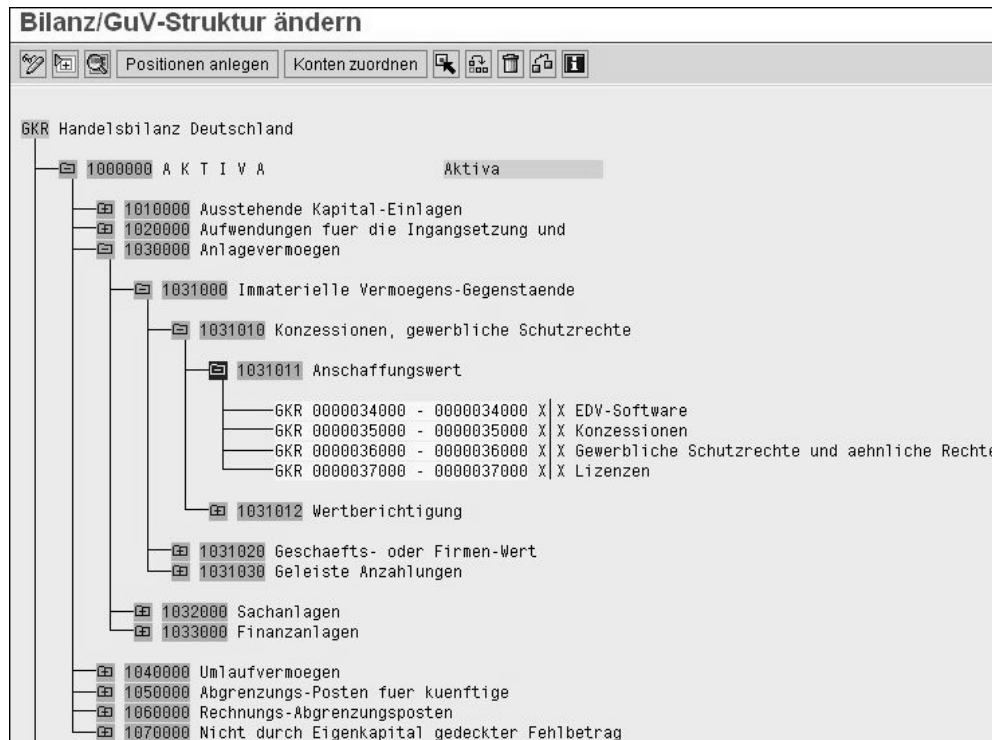 Bilanz/GuV-Struktur ändern
Positionen anlegen Konten zuordnen
GKR Handelsbilanz Deutschland
1000000 A K T I V A Aktiva
1010000 Ausstehende Kapital-Einlagen
1020000 Aufwendungen fuer die Ingangsetzung und
1030000 Anlagevermoegen
1031000 Immaterielle Vermoegens-Gegenstaende
1031010 Konzessionen, gewerbliche Schutzrechte
1031011 Anschaffungswert
GKR 0000034000 - 0000034000 X X EDV-Software
GKR 0000035000 - 0000035000 X X Konzessionen
GKR 0000036000 - 0000036000 X X Gewerbliche Schutzrechte und aehnliche Rechte
GKR 0000037000 - 0000037000 X X Lizenzen
1031012 Wertberichtigung
1031020 Geschaefts- oder Firmen-Wert
1031030 Geleiste Anzahlungen
1032000 Sachanlagen
1033000 Finanzanlagen
1040000 Umlaufvermoegen
1050000 Abgrenzungs-Posten fuer kuenftige
1060000 Rechnungs-Abgrenzungsposten
1070000 Nicht durch Eigenkapital gedeckter Fehlbetrag